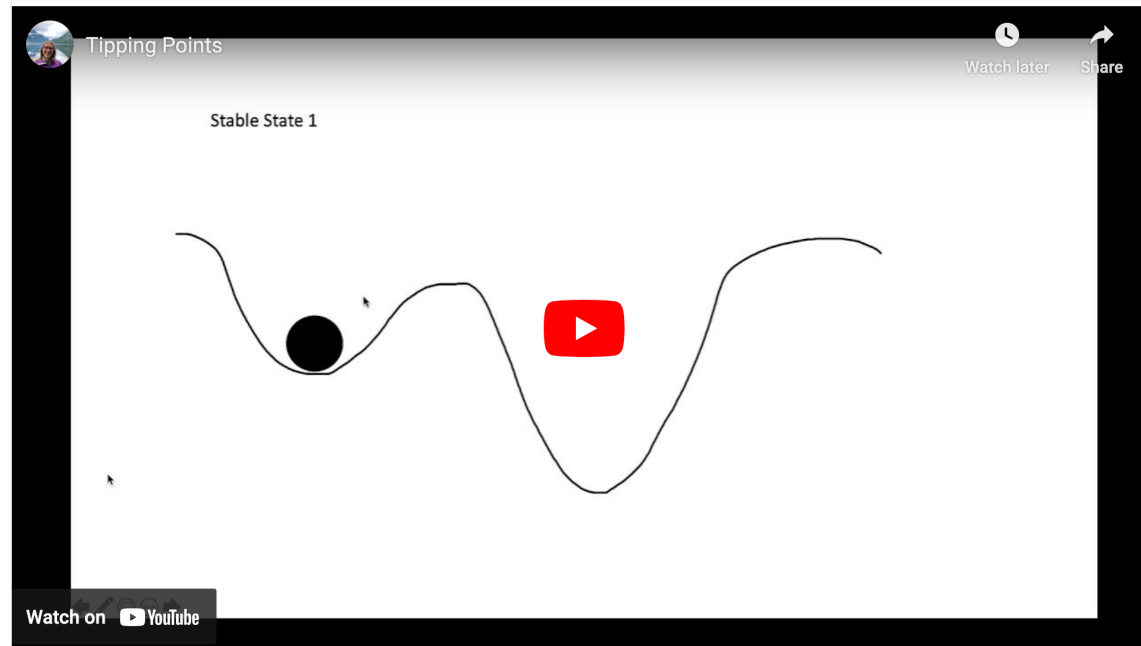 Tipping Points
Watch later
Share
Stable State 1
Watch on YouTube